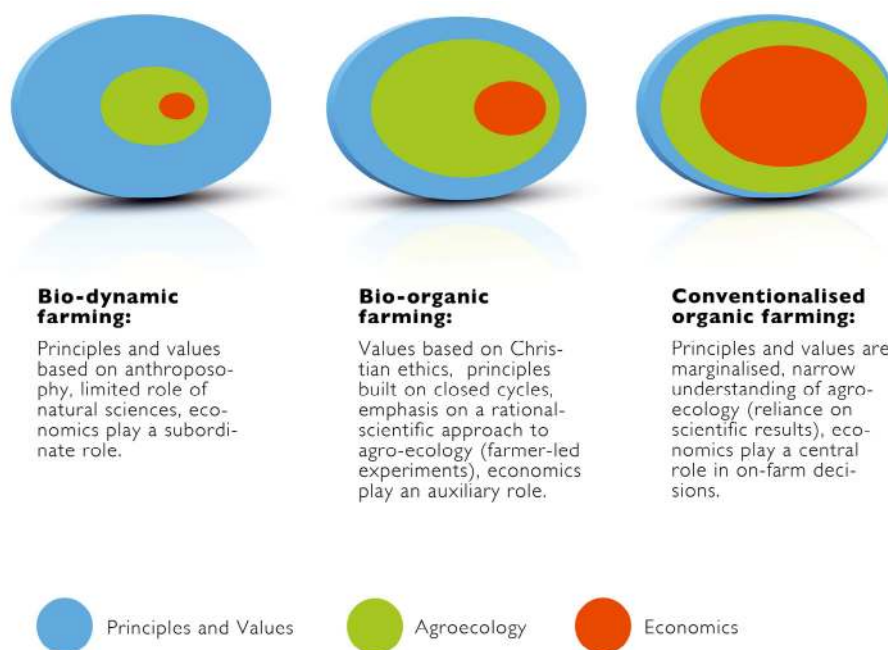 Bio-dynamic
farming:
Principles and values
based on anthroposo-
phy, limited role of
natural sciences, eco-
nomics play a subordi-
nate role.
Bio-organic
farming:
Values based on Chris-
tian ethics, principles
built on closed cycles,
emphasis on a rational-
scientific approach to
agro-ecology (farmer-led
experiments), economics
play an auxiliary role.
Conventionalised
organic farming:
Principles and values are
marginalised, narrow
understanding of agro-
ecology (reliance on
scientific results), eco-
nomics play a central
role in on-farm deci-
sions.
Principles and Values
Agroecology
Economics